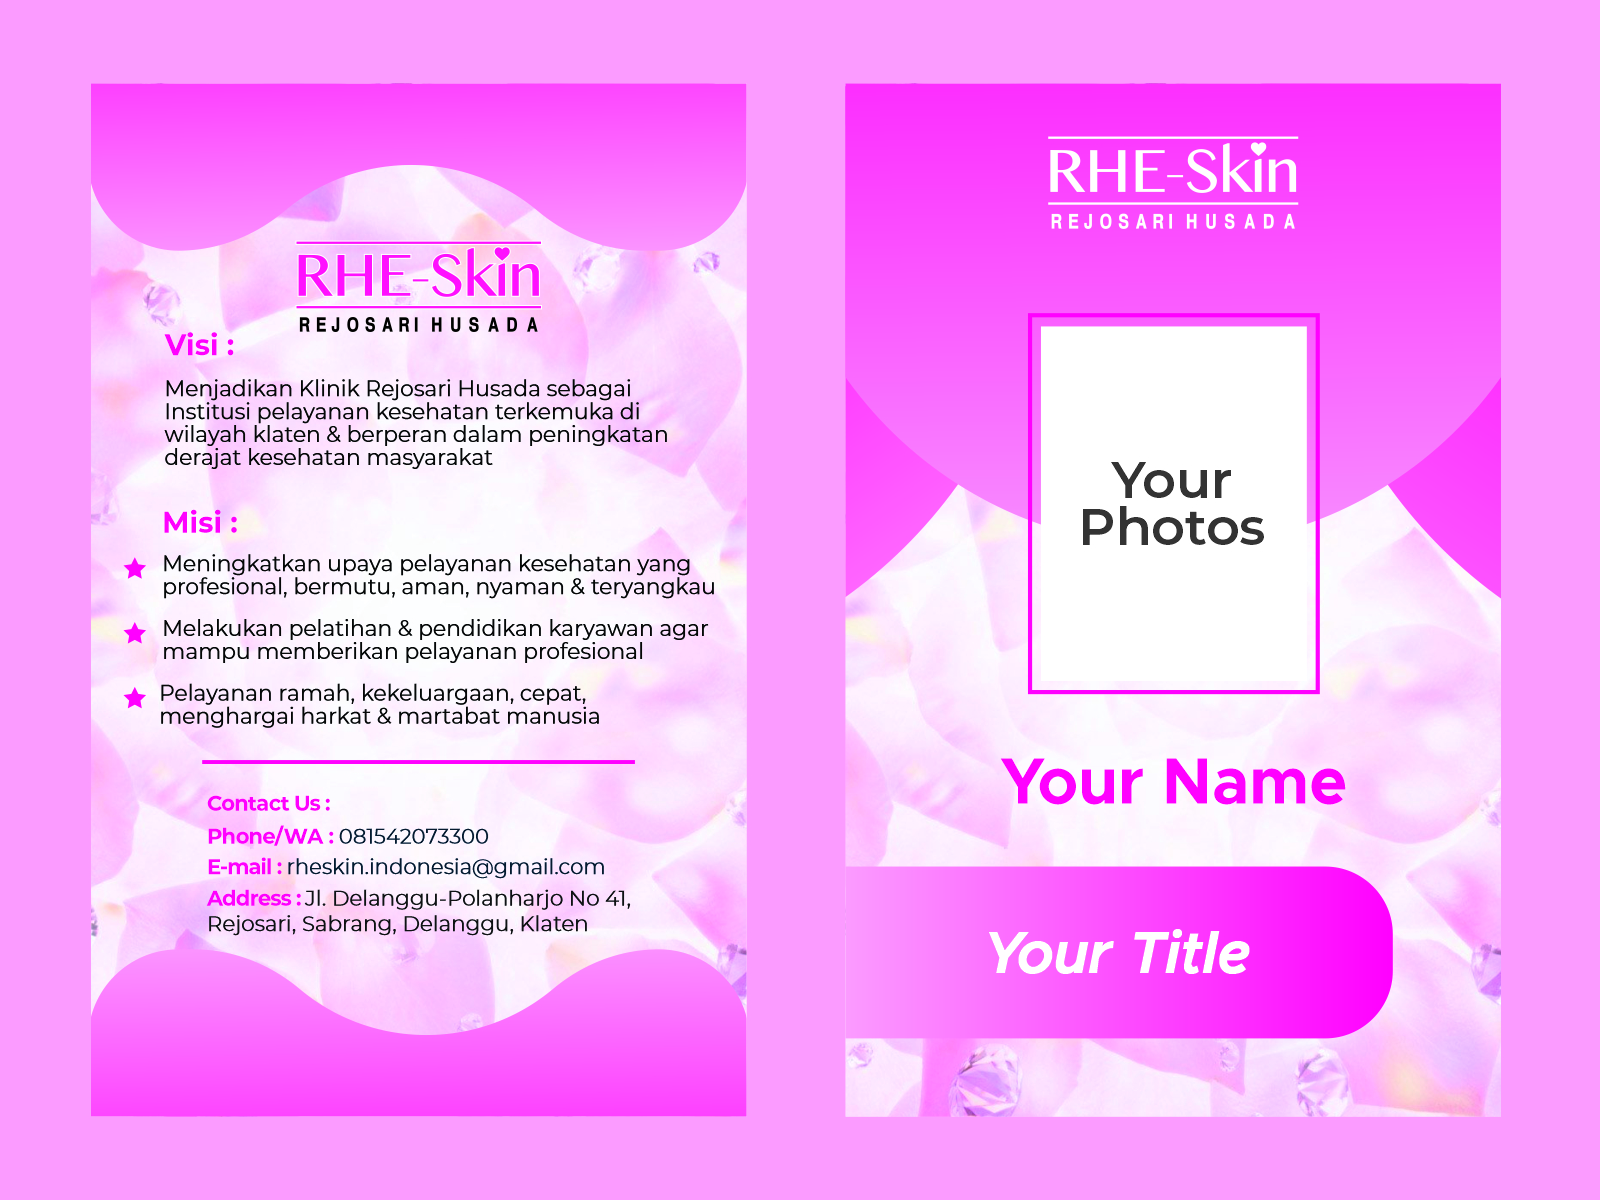 RHE-Skin
REJOSARI HUSADA
Visi :
Menjadikan Klinik Rejosari Husada sebagai
Institusi pelayanan kesehatan terkemuka di
wilayah klaten & berperan dalam peningkatan
derajat kesehatan masyarakat
Misi :
Meningkatkan upaya pelayanan kesehatan yang
profesional, bermutu, aman, nyaman & teryangkau
Melakukan pelatihan & pendidikan karyawan agar
mampu memberikan pelayanan profesional
Pelayanan ramah, kekeluargaan, cepat,
menghargai harkat & martabat manusia
Contact Us :
Phone/WA : 081542073300
E-mail : rheskin.indonesia@gmail.com
Address : Jl. Delanggu-Polanharjo No 41,
Rejosari, Sabrang, Delanggu, Klaten
RHE-Skin
REJOSARI HUSADA
Your
Photos
Your Name
Your Title